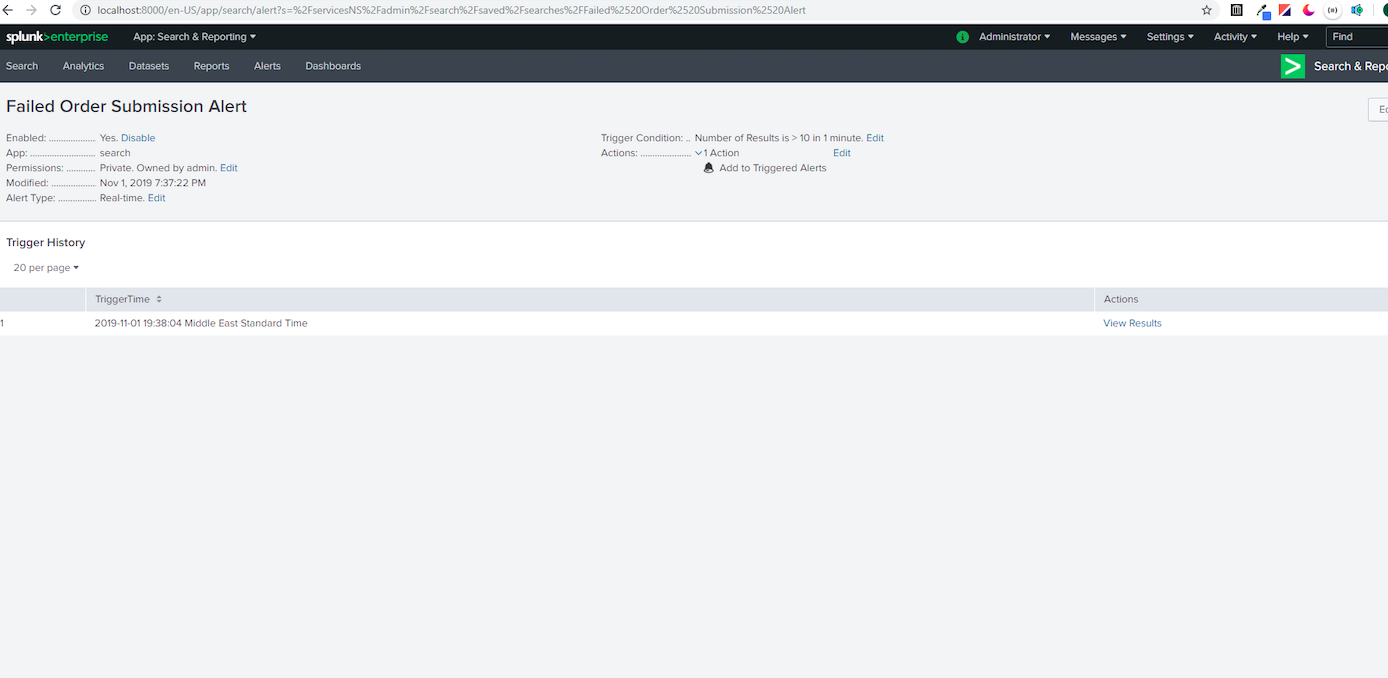 localhost:8000/en-US/app/search/alert?s=%2FservicesNS%2Fadmin%2Fsearch%2Fsaved%2Fsearches%2FFailed%2520Order%2520Submission%2520Alert
splunk>enterprise App: Search & Reporting Administrator Messages Settings Activity Help Find
Search Analytics Datasets Reports Alerts Dashboards Search & Repo
Failed Order Submission Alert
Enabled: ................... Yes. Disable
App: .......................... search
Permissions: ............ Private. Owned by admin. Edit
Modified: .................. Nov 1, 2019 7:37:22 PM
Alert Type: ............... Real-time. Edit
Trigger Condition: .. Number of Results is > 10 in 1 minute. Edit
Actions: .................... 1 Action Edit
Add to Triggered Alerts
Trigger History
20 per page
TriggerTime Actions
1 2019-11-01 19:38:04 Middle East Standard Time View Results